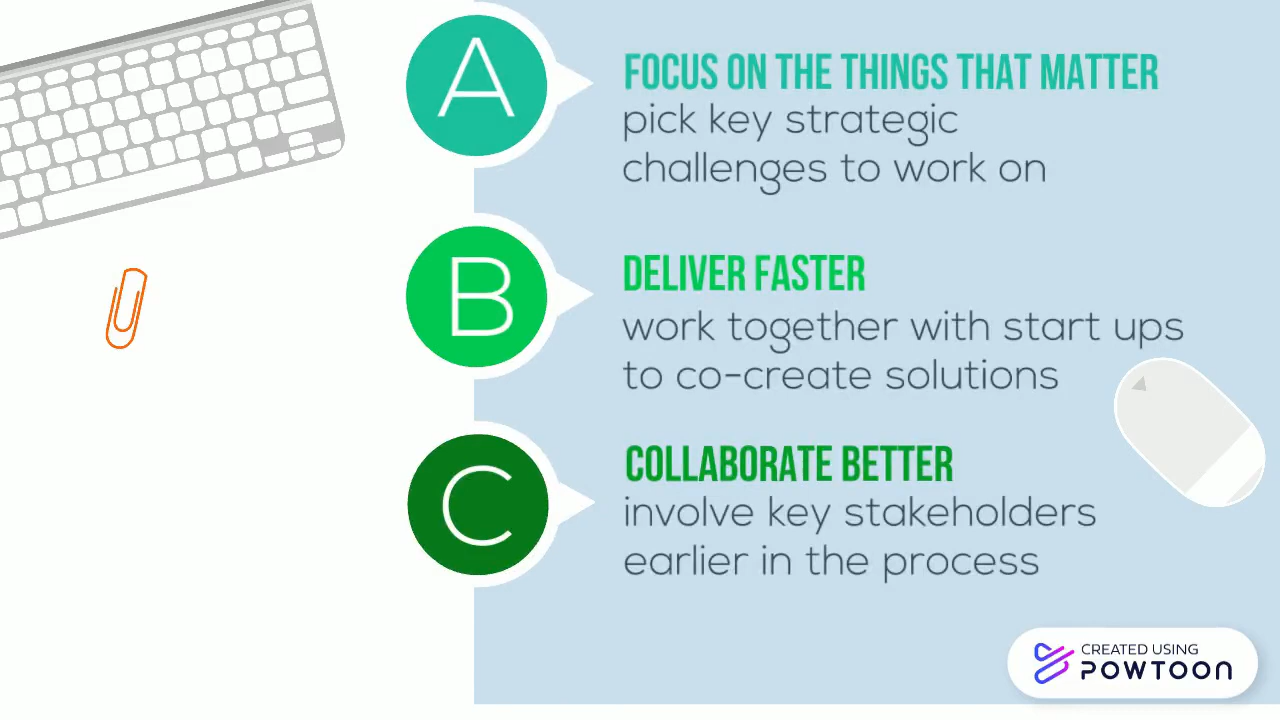 A
FOCUS ON THE THINGS THAT MATTER
pick key strategic
challenges to work on
B
DELIVER FASTER
work together with start ups
to co-create solutions
C
COLLABORATE BETTER
involve key stakeholders
earlier in the process
CREATED USING
POWTOON